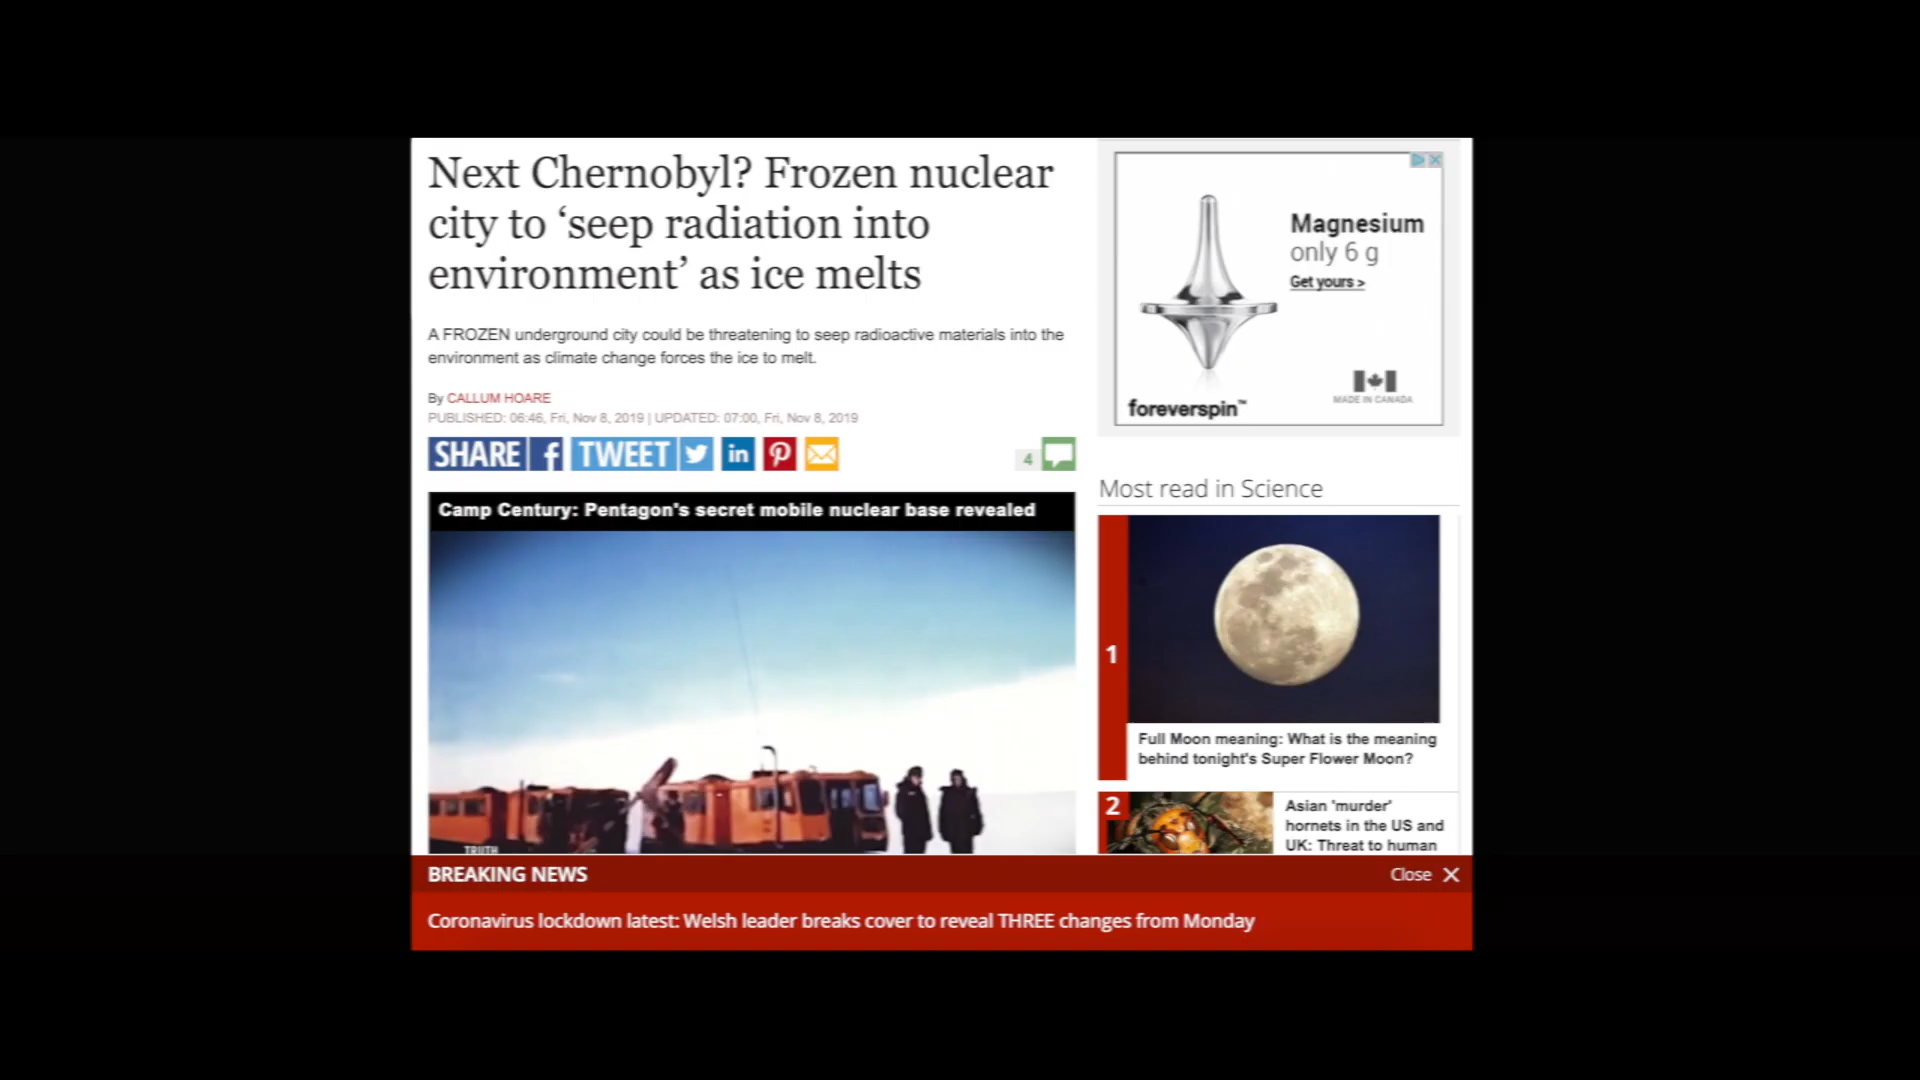 Next Chernobyl? Frozen nuclear
city to ‘seep radiation into
environment’ as ice melts
A FROZEN underground city could be threatening to seep radioactive materials into the
environment as climate change forces the ice to melt.
By CALLUM HOARE
PUBLISHED: 06:46, Fri, Nov 8, 2019 | UPDATED: 07:00, Fri, Nov 8, 2019
SHARE f TWEET in
4
Camp Century: Pentagon's secret mobile nuclear base revealed
TRUTH
Magnesium
only 6 g
Get yours >
MADE IN CANADA
foreverspin™
Most read in Science
1
Full Moon meaning: What is the meaning
behind tonight's Super Flower Moon?
2
Asian 'murder'
hornets in the US and
UK: Threat to human
BREAKING NEWS
Close X
Coronavirus lockdown latest: Welsh leader breaks cover to reveal THREE changes from Monday